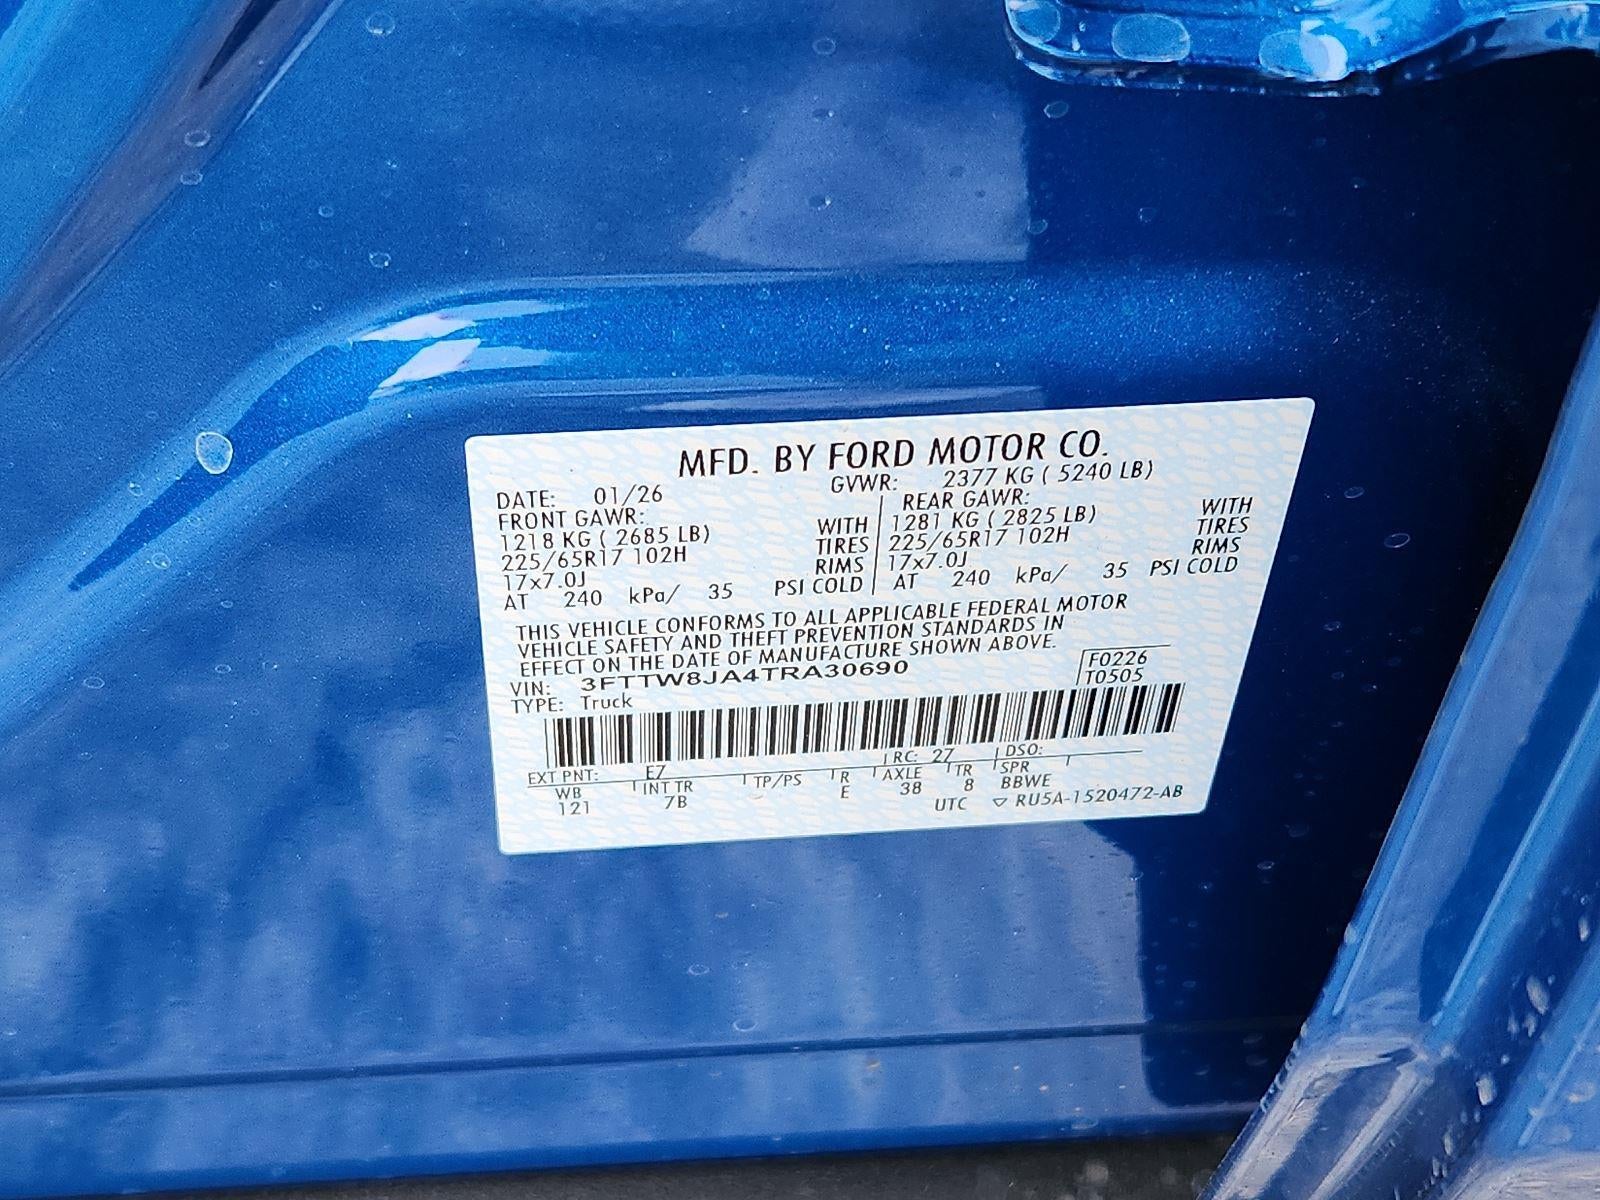 MFD. BY FORD MOTOR CO.
DATE: 01/26 GVWR: 2377 KG ( 5240 LB)
FRONT GAWR: REAR GAWR:
1218 KG ( 2685 LB) WITH 1281 KG ( 2825 LB) WITH
225/65R17 102H TIRES 225/65R17 102H TIRES
17x7.0J RIMS 17x7.0J RIMS
AT 240 kPa/ 35 PSI COLD AT 240 kPa/ 35 PSI COLD
THIS VEHICLE CONFORMS TO ALL APPLICABLE FEDERAL MOTOR
VEHICLE SAFETY AND THEFT PREVENTION STANDARDS IN
EFFECT ON THE DATE OF MANUFACTURE SHOWN ABOVE.
VIN: 3FTTW8JA4TRA30690 F0226
TYPE: Truck T0505
EXT PNT: E7 RC: 27 DSO:
WB INT TR TP/PS R AXLE TR SPR
121 7B E 38 8 BBWE
UTC ▽ RU5A-1520472-AB